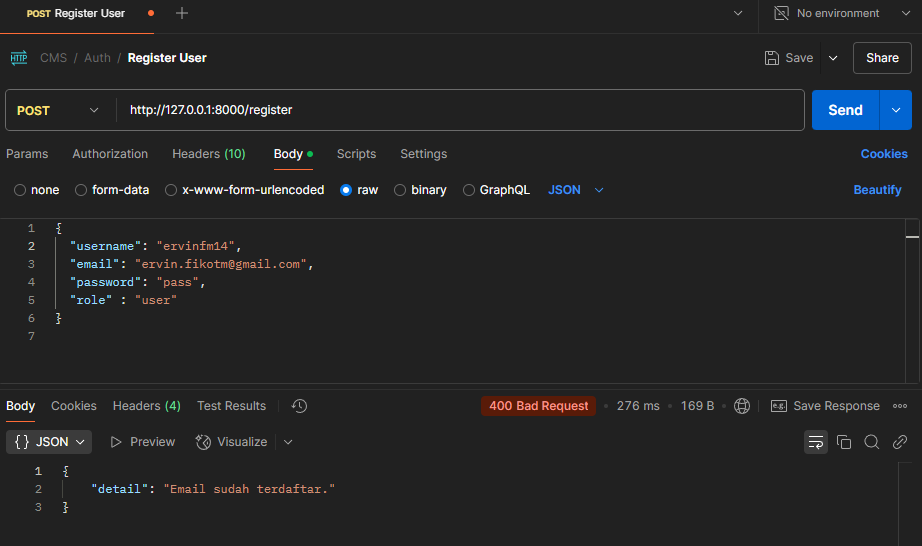 POST Register User
No environment
HTTP CMS / Auth / Register User Save Share
POST http://127.0.0.1:8000/register Send
Params Authorization Headers (10) Body Scripts Settings Cookies
none form-data x-www-form-urlencoded raw binary GraphQL JSON Beautify
1 {
2 "username": "ervinfm14",
3 "email": "ervin.fikotm@gmail.com",
4 "password": "pass",
5 "role" : "user"
6 }
7
Body Cookies Headers (4) Test Results 400 Bad Request • 276 ms • 169 B • e.g. Save Response
{} JSON Preview Visualize
1 {
2 "detail": "Email sudah terdaftar."
3 }